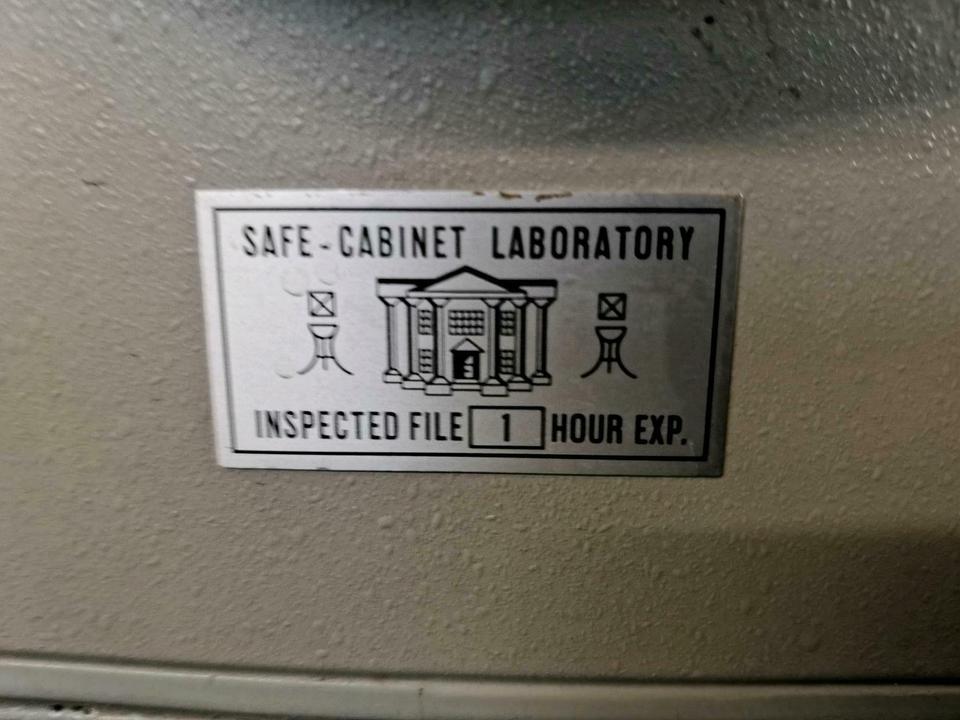 SAFE-CABINET LABORATORY
INSPECTED FILE 1 HOUR EXP.